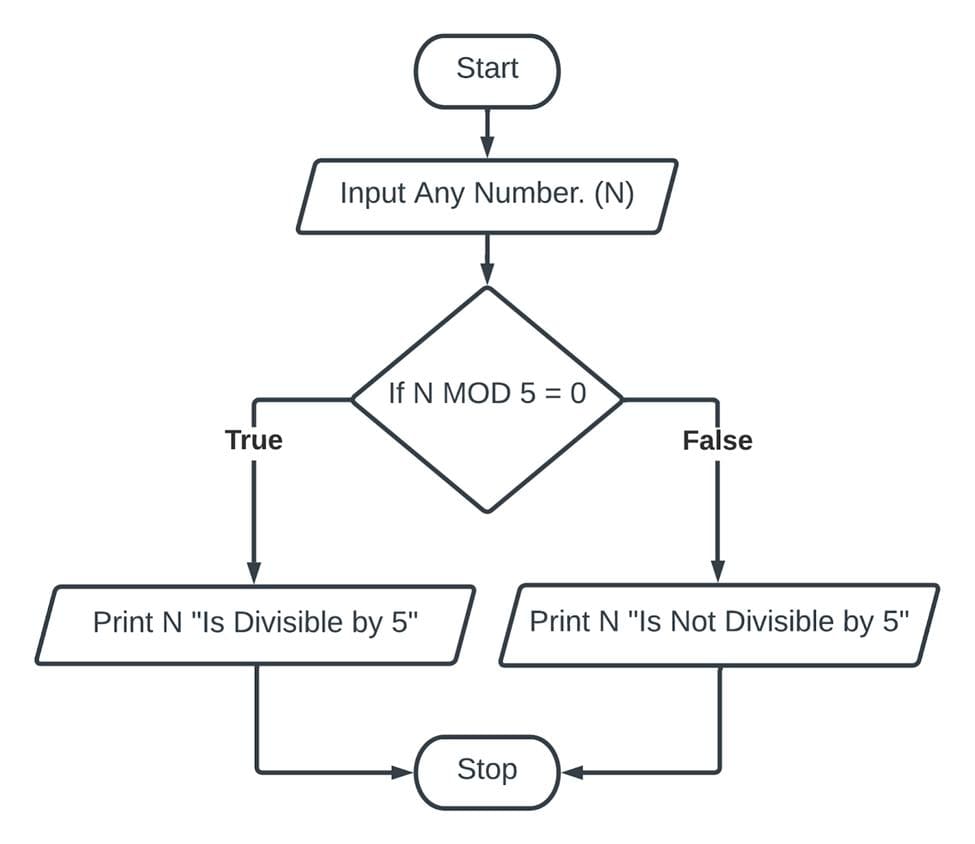 Start
Input Any Number. (N)
If N MOD 5 = 0
True
False
Print N "Is Divisible by 5"
Print N "Is Not Divisible by 5"
Stop